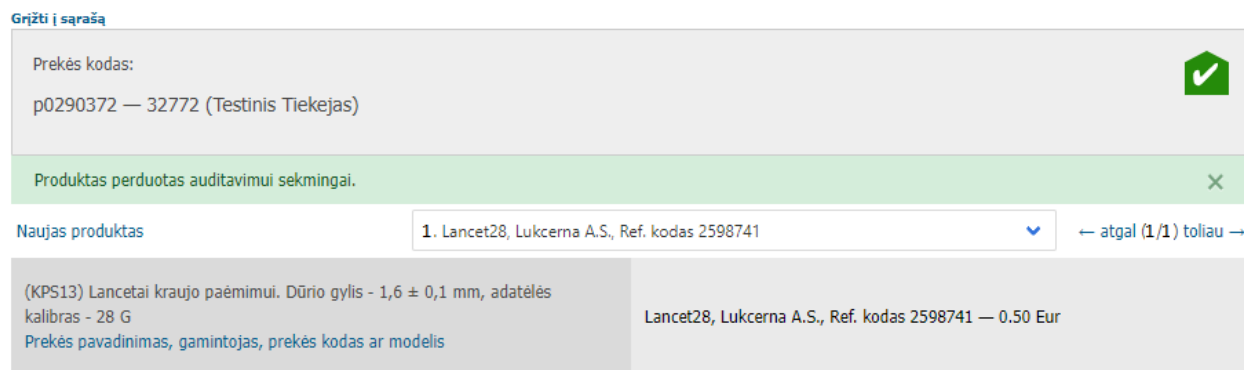 Grįžti į sąrašą
Prekės kodas:
p0290372 — 32772 (Testinis Tiekejas)
Produktas perduotas auditavimui sekmingai.
Naujas produktas
1. Lancet28, Lukcerna A.S., Ref. kodas 2598741
← atgal (1/1) toliau →
(KPS13) Lancetai kraujo paėmimui. Dūrio gylis - 1,6 ± 0,1 mm, adatėlės
kalibras - 28 G
Prekės pavadinimas, gamintojas, prekės kodas ar modelis
Lancet28, Lukcerna A.S., Ref. kodas 2598741 — 0.50 Eur